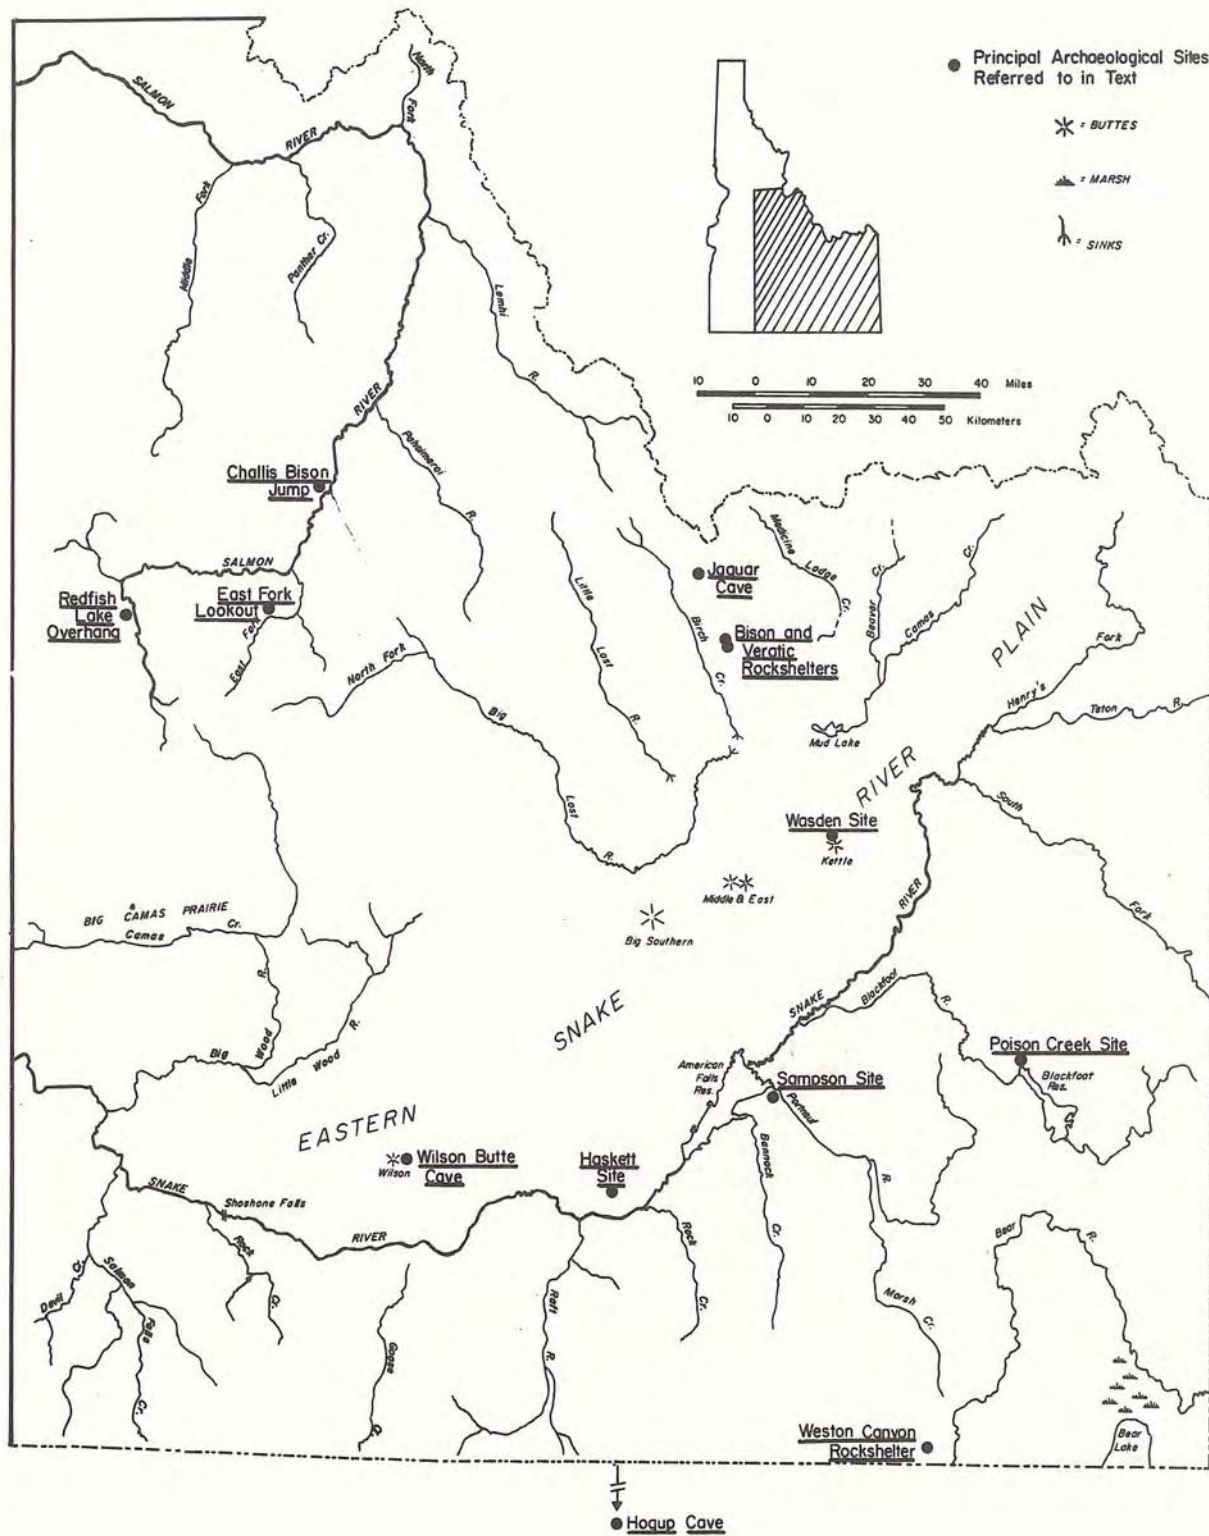 Principal Archaeological Sites
Referred to in Text
= BUTTES
= MARSH
= SINKS
10 0 10 20 30 40 Miles
10 0 10 20 30 40 50 Kilometers
North
Fork
SALMON
RIVER
Middle
Fork
Panther Cr.
Lemhi
R.
RIVER
Pahsimeroi
R.
Challis Bison
Jump
SALMON
Redfish
Lake
Overhang
East Fork
Lookout
East
Fork
North Fork
Big
Lost
R.
Little
Lost
R.
Birch
Cr.
Medicine
Lodge
Cr.
Jaguar
Cave
Bison and
Veratic
Rockshelters
Beaver
Cr.
Camas
Cr.
Mud Lake
PLAIN
Henry's
Fork
Teton
R.
RIVER
South
Fork
Wasden Site
Kettle
Middle & East
Big Southern
RIVER
SNAKE
BIG CAMAS PRAIRIE
Camas Cr.
R.
Wood
Big
Little Wood
R.
SNAKE
Blackfoot
R.
Poison Creek Site
Blackfoot
Res.
American
Falls
Res.
Sampson Site
Portneuf
R.
Bannock
Cr.
EASTERN
Wilson
Wilson Butte
Cave
Haskett
Site
SNAKE
Shoshone Falls
RIVER
Rock
Cr.
Rock
Cr.
Devil
Cr.
Salmon
Falls
Cr.
Goose
Cr.
Raft
R.
Marsh
Cr.
Bear
R.
Bear
Lake
Weston Canyon
Rockshelter
Hogup Cave